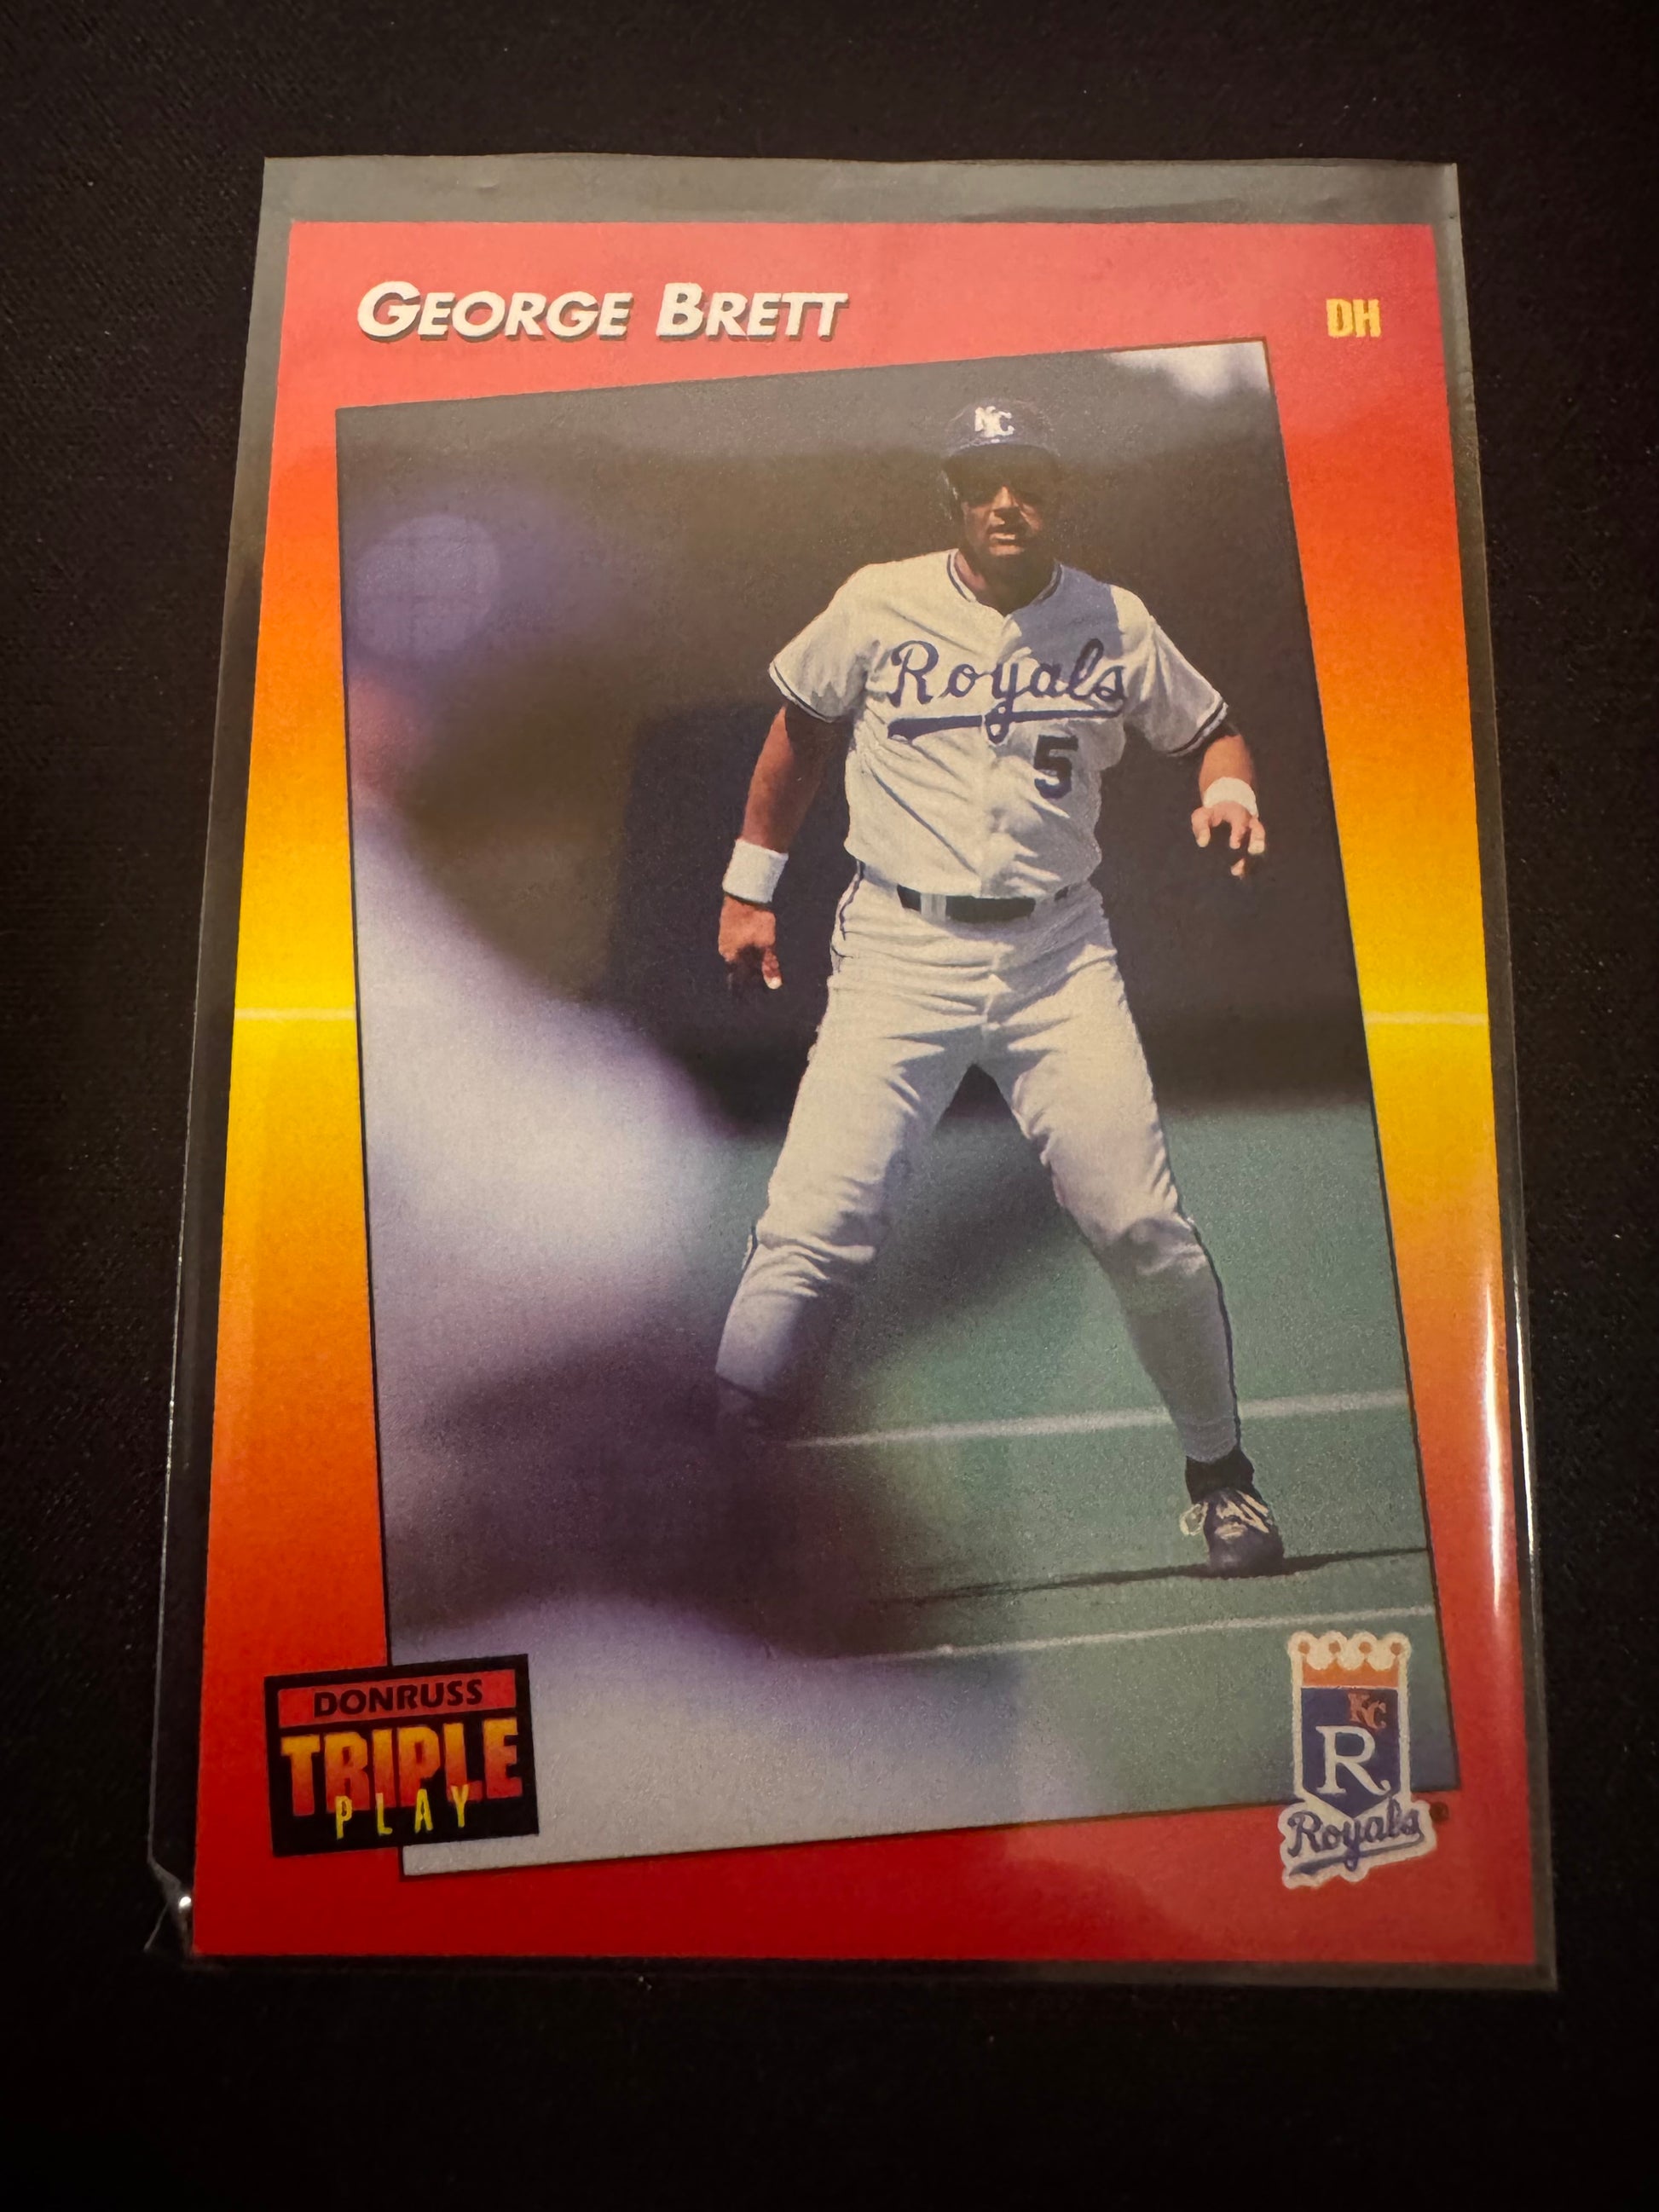 GEORGE BRETT
DH
KC
Royals
5
DONRUSS
TRIPLE
PLAY
KC
R
Royals®